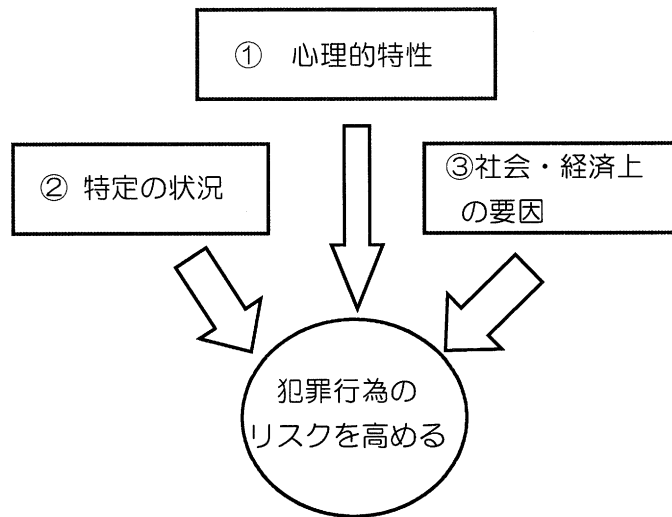 ① 心理的特性
② 特定の状況
③社会・経済上
の要因
犯罪行為の
リスクを高める